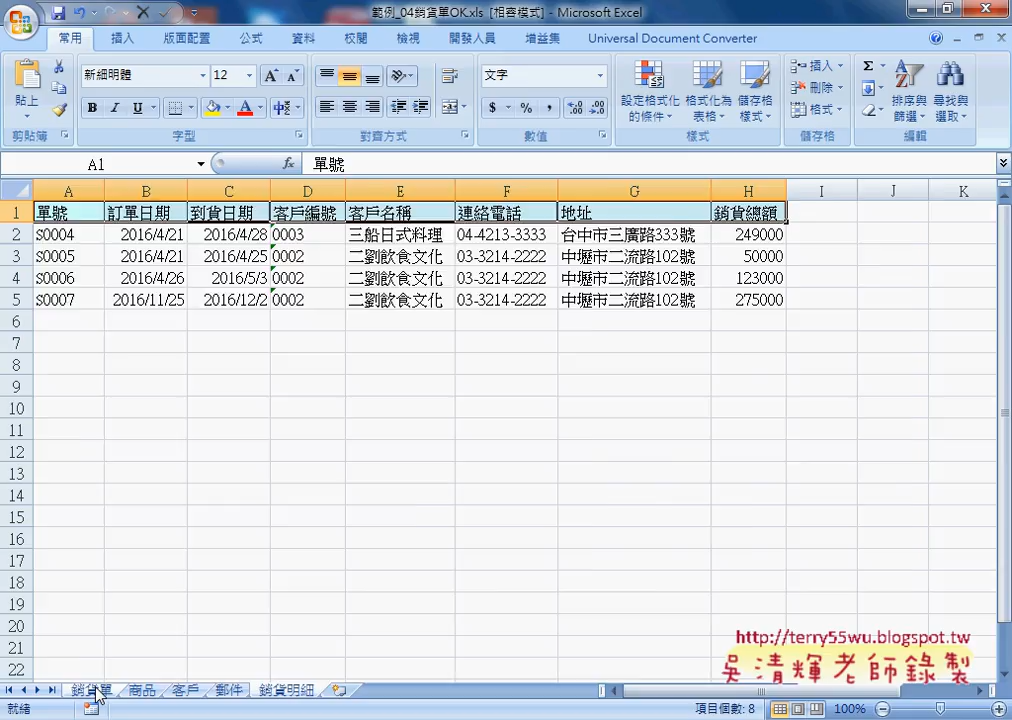 範例_04銷貨單OK.xls [相容模式] - Microsoft Excel
常用 插入 版面配置 公式 資料 校閱 檢視 開發人員 增益集 Universal Document Converter
貼上
新細明體 12
B I U A
文字
$ % ,
設定格式化的條件 格式化為表格 儲存格樣式
插入 刪除 格式
Σ 排序與篩選 尋找與選取
剪貼簿 字型 對齊方式 數值 樣式 儲存格 編輯
A1 fx 單號
A B C D E F G H I J K
1 單號 訂單日期 到貨日期 客戶編號 客戶名稱 連絡電話 地址 銷貨總額
2 S0004 2016/4/21 2016/4/28 0003 三船日式料理 04-4213-3333 台中市三廣路333號 249000
3 S0005 2016/4/21 2016/4/25 0002 二劉飲食文化 03-3214-2222 中壢市二流路102號 50000
4 S0006 2016/4/26 2016/5/3 0002 二劉飲食文化 03-3214-2222 中壢市二流路102號 123000
5 S0007 2016/11/25 2016/12/2 0002 二劉飲食文化 03-3214-2222 中壢市二流路102號 275000
6
7
8
9
10
11
12
13
14
15
16
17
18
19
20
21
22
http://terry55wu.blogspot.tw
吳清輝老師錄製
銷貨單 商品 客戶 郵件 銷貨明細
就緒 項目個數: 8 100%